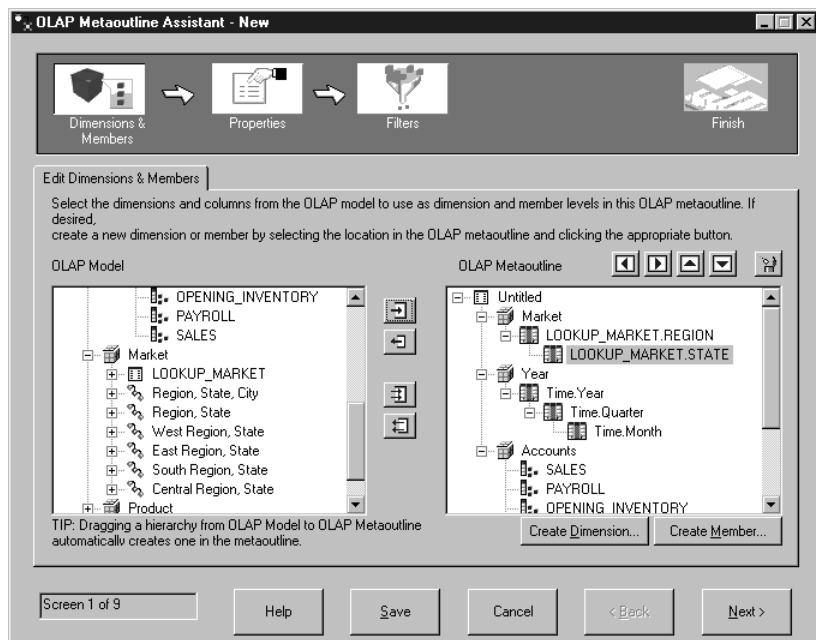 OLAP Metaoutline Assistant - New
Dimensions &
Members
Properties
Filters
Finish
Edit Dimensions & Members
Select the dimensions and columns from the OLAP model to use as dimension and member levels in this OLAP metaoutline. If
desired,
create a new dimension or member by selecting the location in the OLAP metaoutline and clicking the appropriate button.
OLAP Model
OPENING_INVENTORY
PAYROLL
SALES
Market
LOOKUP_MARKET
Region, State, City
Region, State
West Region, State
East Region, State
South Region, State
Central Region, State
Product
TIP: Dragging a hierarchy from OLAP Model to OLAP Metaoutline
automatically creates one in the metaoutline.
OLAP Metaoutline
Untitled
Market
LOOKUP_MARKET.REGION
LOOKUP_MARKET.STATE
Year
Time.Year
Time.Quarter
Time.Month
Accounts
SALES
PAYROLL
OPENING_INVENTORY
Create Dimension...
Create Member...
Screen 1 of 9
Help
Save
Cancel
< Back
Next >